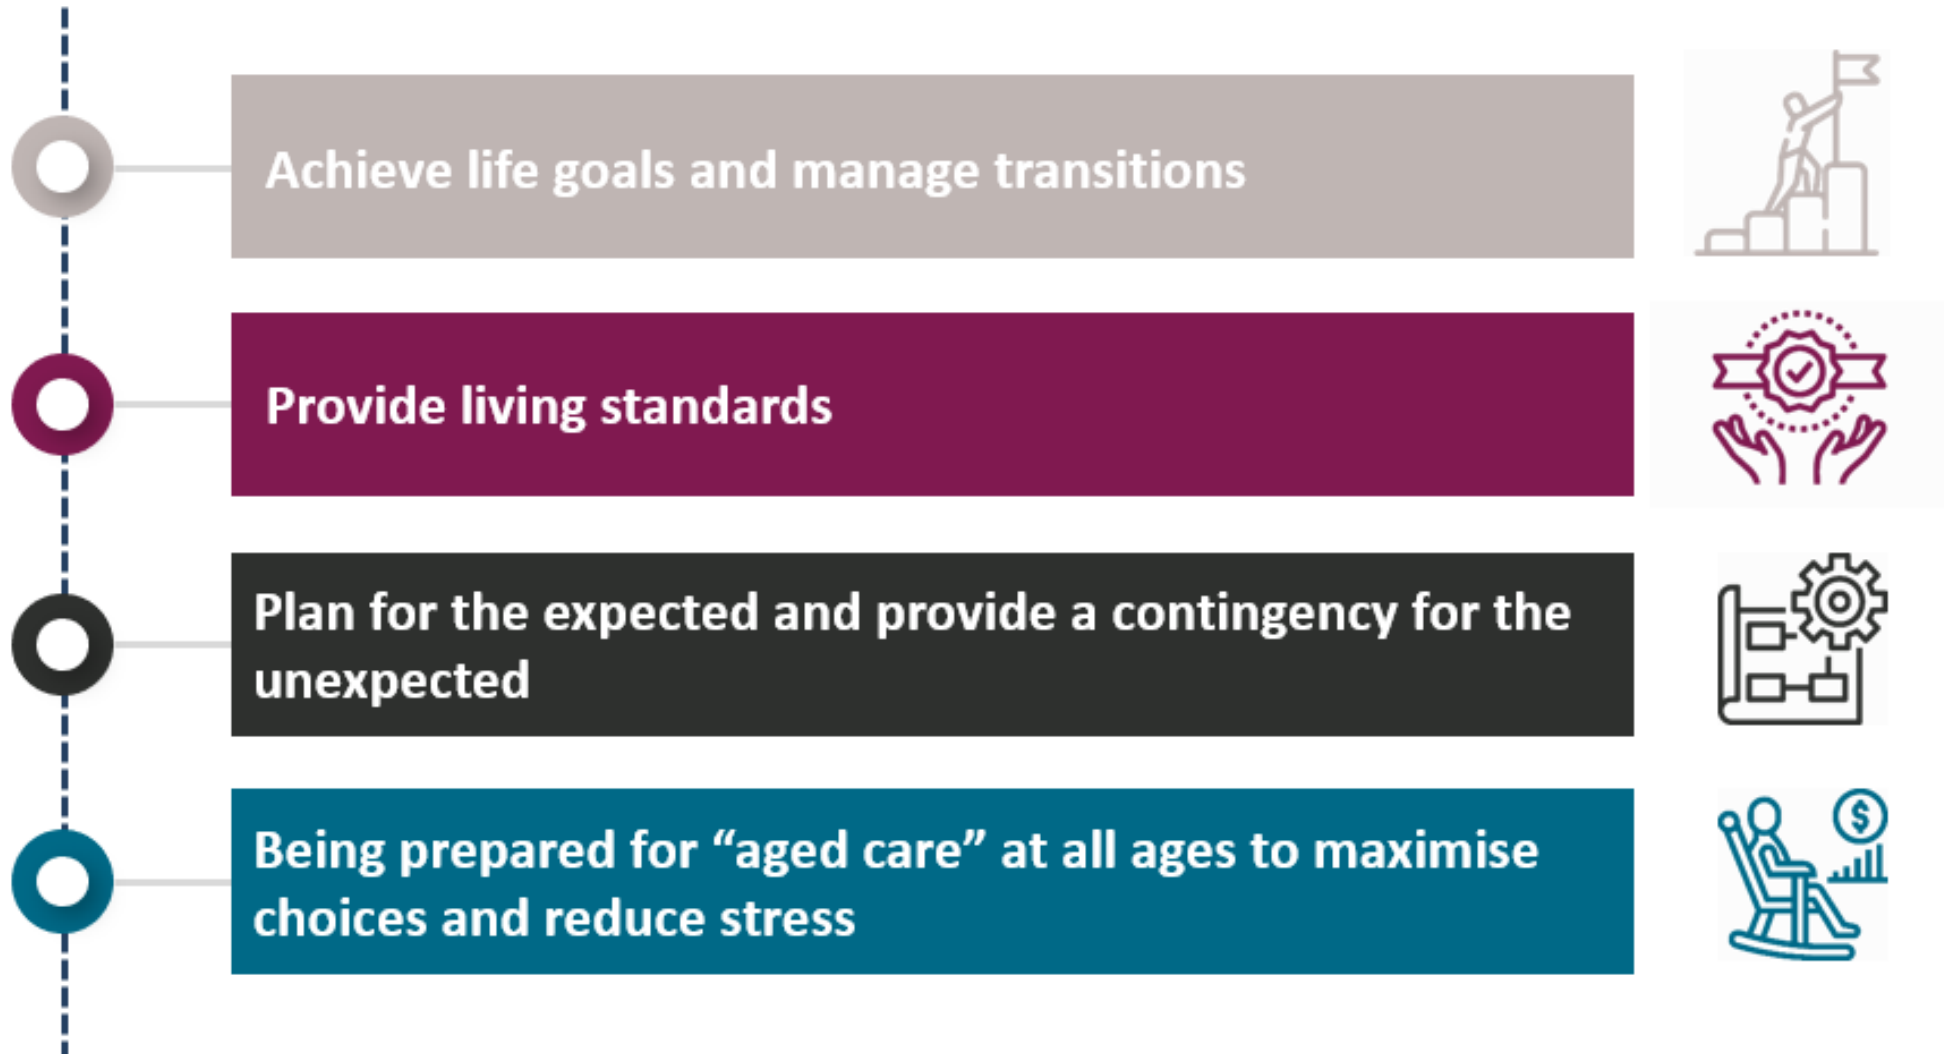 Achieve life goals and manage transitions
Provide living standards
Plan for the expected and provide a contingency for the
unexpected
Being prepared for “aged care” at all ages to maximise
choices and reduce stress
$